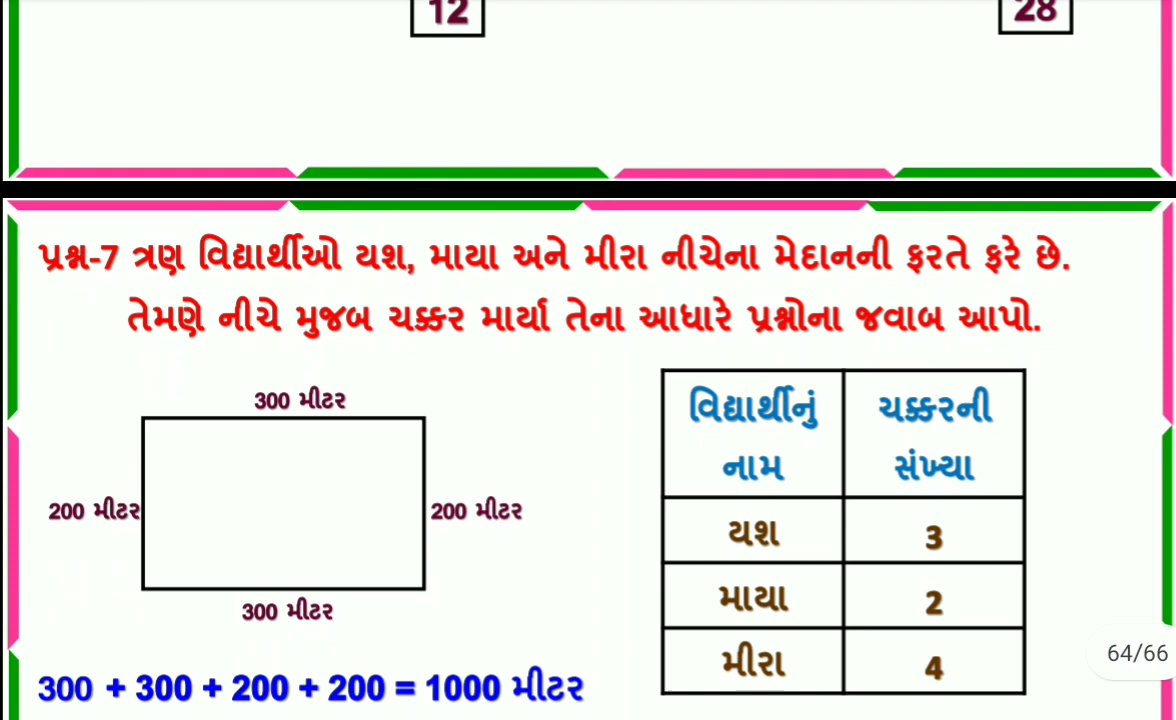 12 28
પ્રશ્ન-7 ત્રણ વિદ્યાર્થીઓ યશ, માયા અને મીરા નીચેના મેદાનની ફરતે ફરે છે.
તેમણે નીચે મુજબ ચક્કર માર્યા તેના આધારે પ્રશ્નોના જવાબ આપો.
300 મીટર
200 મીટર 200 મીટર
300 મીટર
300 + 300 + 200 + 200 = 1000 મીટર
વિદ્યાર્થીનું ચક્કરની
નામ સંખ્યા
યશ 3
માયા 2
મીરા 4
64/66